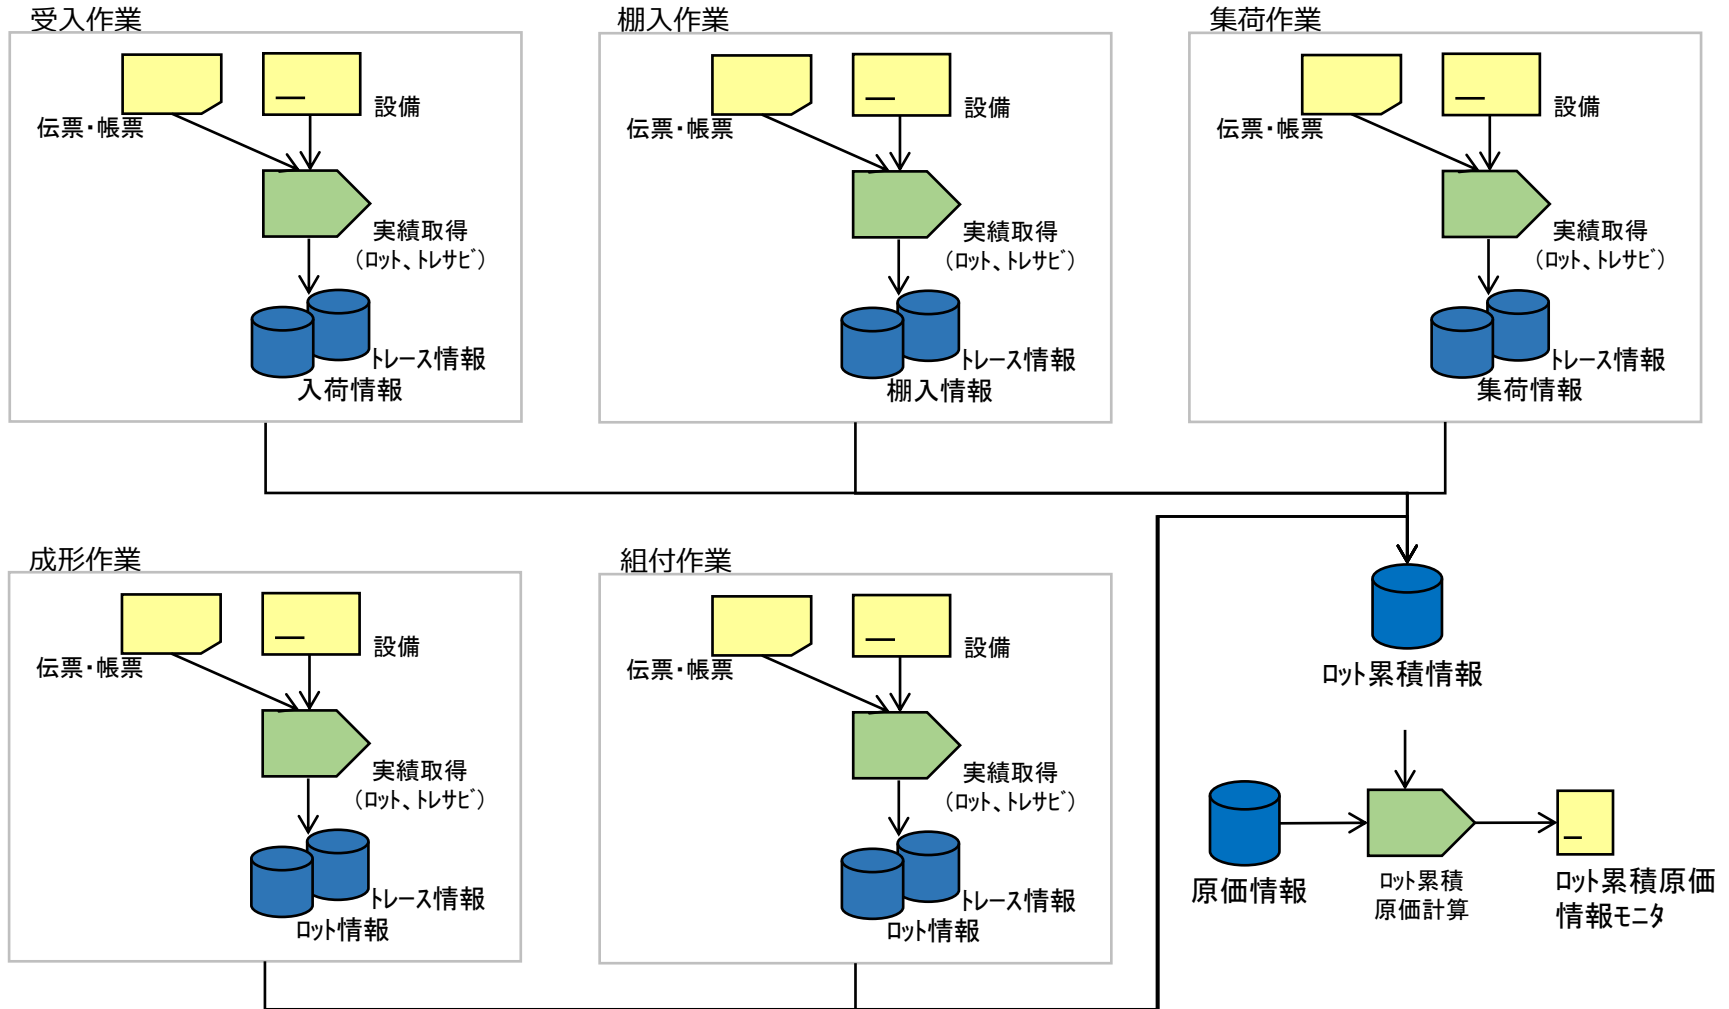 受入作業
伝票・帳票
設備
実績取得
（ﾛｯﾄ、ﾄﾚｻﾋﾞ）
ﾄﾚｰｽ情報
入荷情報
棚入作業
伝票・帳票
設備
実績取得
（ﾛｯﾄ、ﾄﾚｻﾋﾞ）
ﾄﾚｰｽ情報
棚入情報
集荷作業
伝票・帳票
設備
実績取得
（ﾛｯﾄ、ﾄﾚｻﾋﾞ）
ﾄﾚｰｽ情報
集荷情報
成形作業
伝票・帳票
設備
実績取得
（ﾛｯﾄ、ﾄﾚｻﾋﾞ）
ﾄﾚｰｽ情報
ﾛｯﾄ情報
組付作業
伝票・帳票
設備
実績取得
（ﾛｯﾄ、ﾄﾚｻﾋﾞ）
ﾄﾚｰｽ情報
ﾛｯﾄ情報
ﾛｯﾄ累積情報
原価情報
ﾛｯﾄ累積
原価計算
ﾛｯﾄ累積原価
情報ﾓﾆﾀ